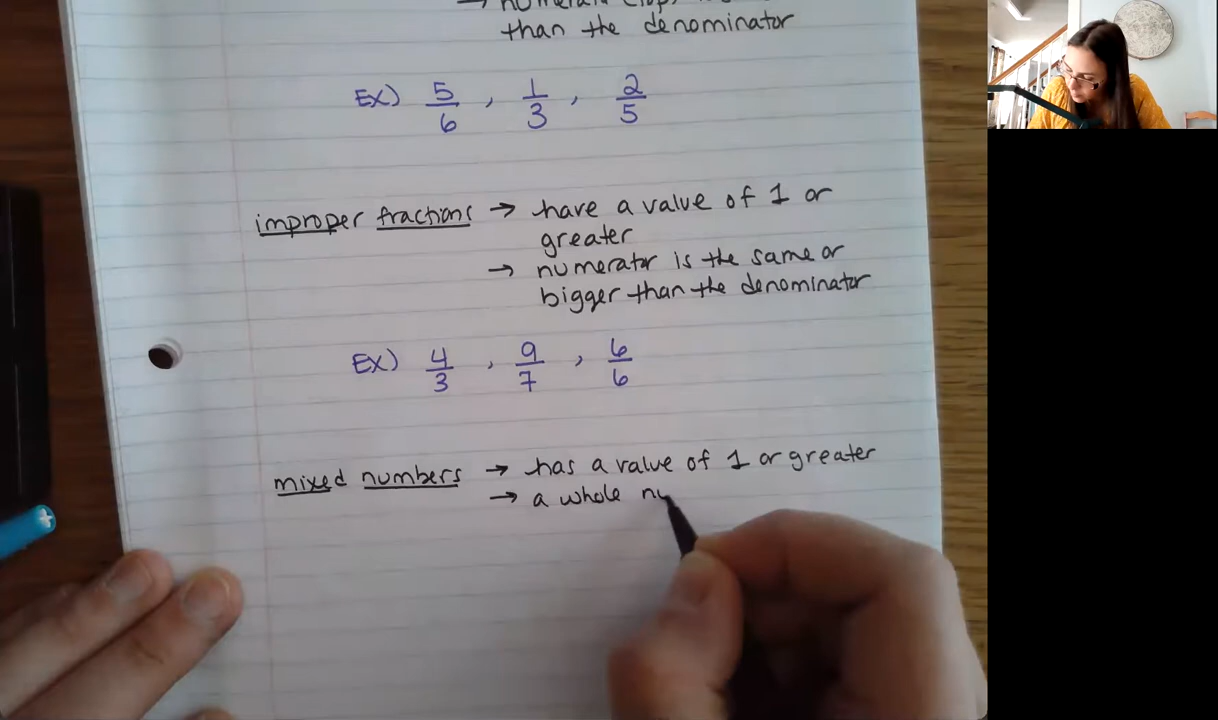 than the denominator
Ex) 5/6 , 1/3 , 2/5
improper fractions → have a value of 1 or
greater
→ numerator is the same or
bigger than the denominator
Ex) 4/3 , 9/7 , 6/6
mixed numbers → has a value of 1 or greater
→ a whole nu